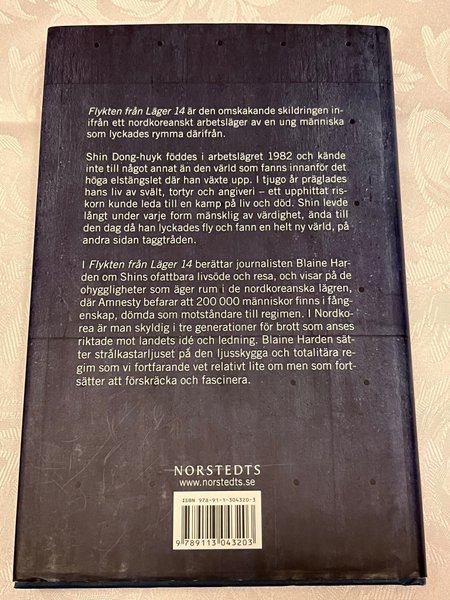 Flykten från Läger 14 är den omskakande skildringen in-
ifrån ett nordkoreanskt arbetsläger av en ung människa
som lyckades rymma därifrån.
Shin Dong-huyk föddes i arbetslägret 1982 och kände
inte till något annat än den värld som fanns innanför det
höga elstängslet där han växte upp. I tjugo år präglades
hans liv av svält, tortyr och angiveri – ett upphittat ris-
korn kunde leda till en kamp på liv och död. Shin levde
långt under varje form mänsklig av värdighet, ända till
den dag då han lyckades fly och fann en helt ny värld, på
andra sidan taggtråden.
I Flykten från Läger 14 berättar journalisten Blaine Har-
den om Shins ofattbara livsöde och resa, och visar på de
ohyggligheter som äger rum i de nordkoreanska lägren,
där Amnesty befarar att 200 000 människor finns i fång-
enskap, dömda som motståndare till regimen. I Nordko-
rea är man skyldig i tre generationer för brott som anses
riktade mot landets idé och ledning. Blaine Harden sät-
ter strålkastarljuset på den ljusskygga och totalitära re-
gim som vi fortfarande vet relativt lite om men som fort-
sätter att förskräcka och fascinera.
NORSTEDTS
www.norstedts.se
ISBN 978-91-1-304320-3
9 789113 043203